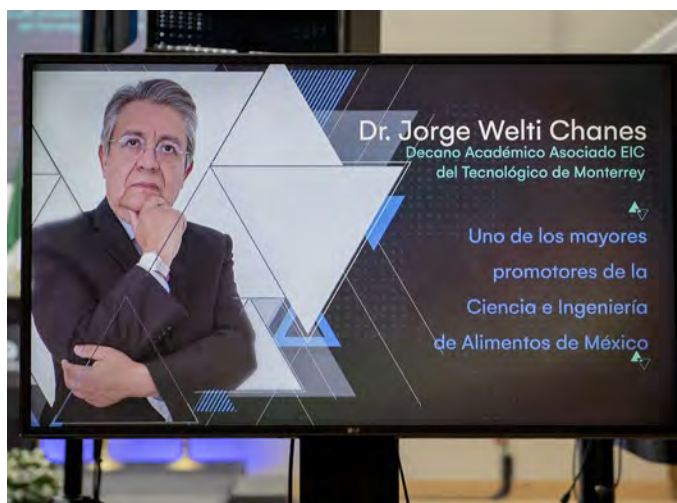 Dr. Jorge Welti Chanes
Decano Académico Asociado EIC
del Tecnológico de Monterrey
Uno de los mayores
promotores de la
Ciencia e Ingeniería
de Alimentos de México
LG